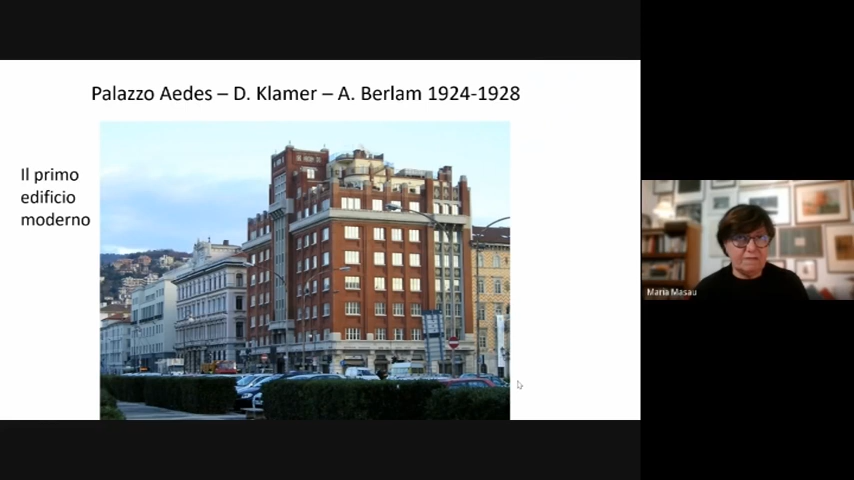 Palazzo Aedes – D. Klamer – A. Berlam 1924-1928
Il primo
edificio
moderno
Maria Masau